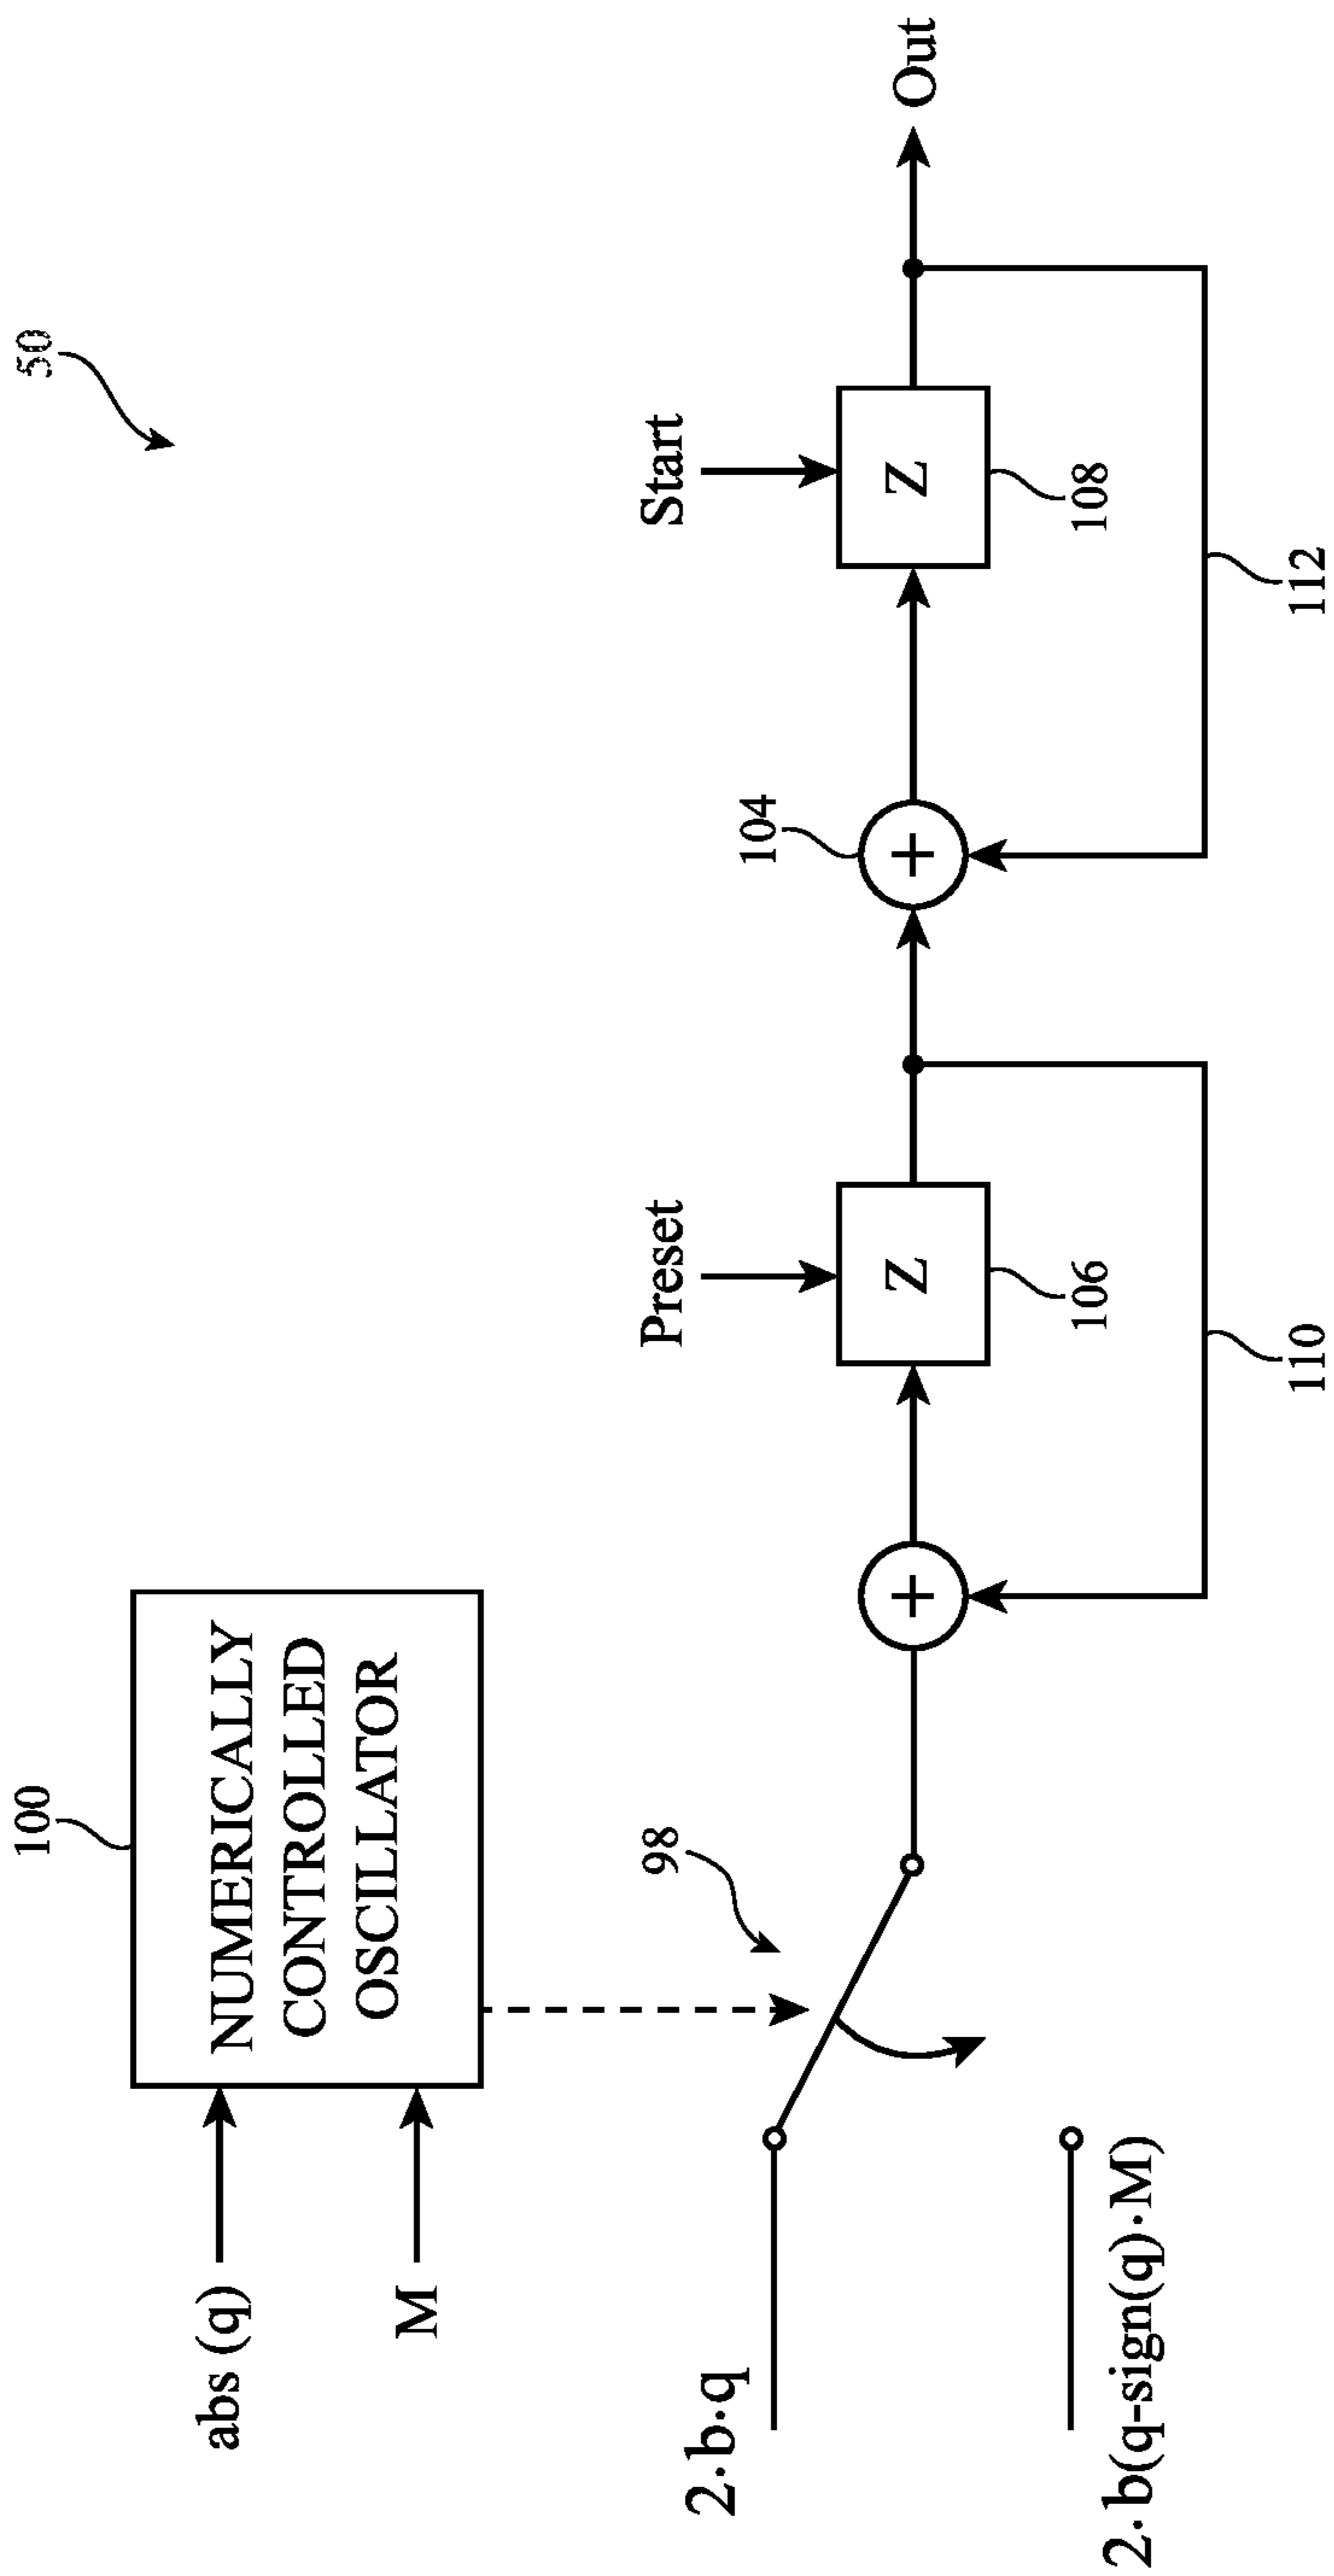 50
100
NUMERICALLY
CONTROLLED
OSCILLATOR
abs (q)
M
98
2·b·q
2·b(q-sign(q)·M)
+
Preset
Z
106
110
104
+
Start
Z
108
112
Out